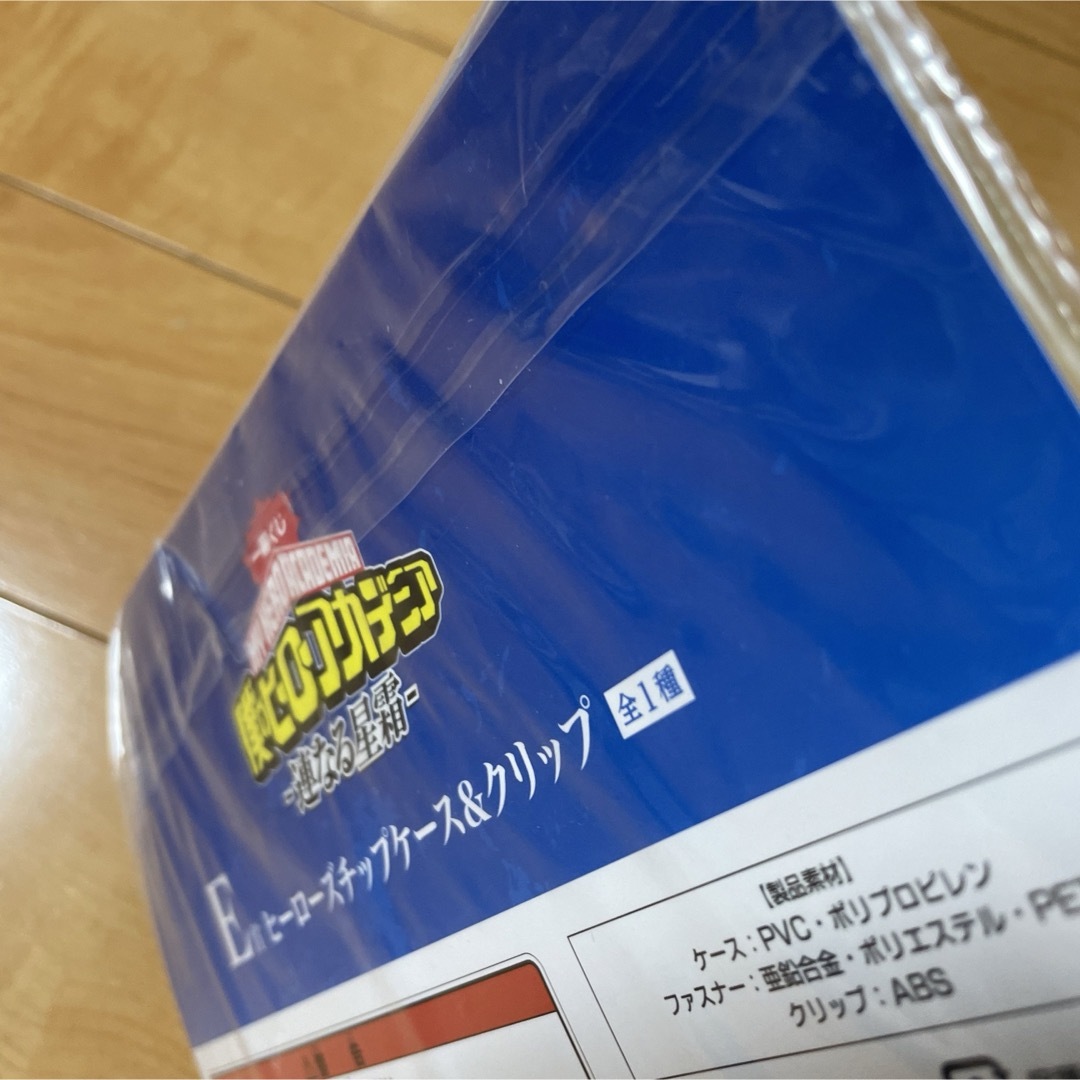 一番くじ
MY HERO ACADEMIA
僕のヒーローアカデミア
-連なる星霜-
E賞 ヒーローズチップケース&クリップ 全1種
【製品素材】
ケース：PVC・ポリプロピレン
ファスナー：亜鉛合金・ポリエステル・PET
クリップ：ABS